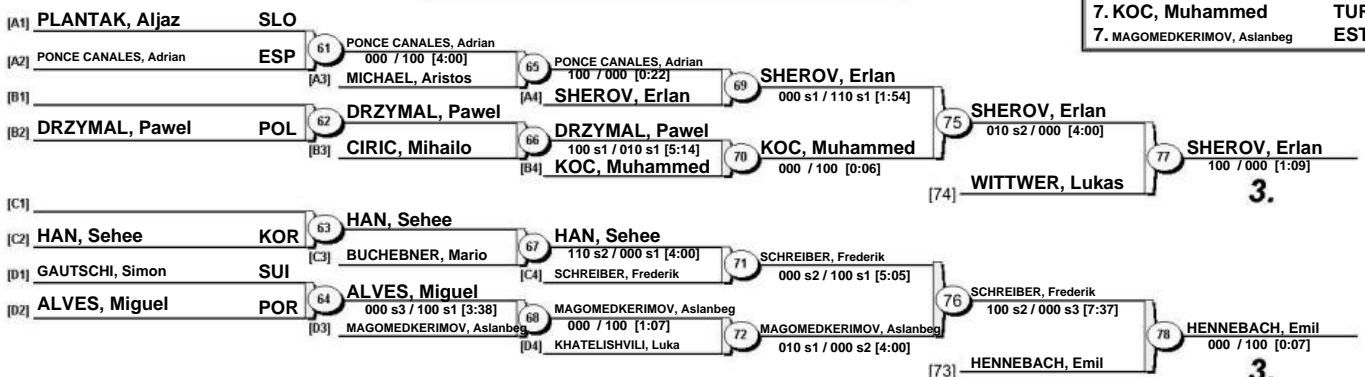 7. KOC, Muhammed
7. MAGOMEDKERIMOV, Aslanbeg EST
[A1] PLANTAK, Aljaz SLO
[A2] PONCE CANALES, Adrian ESP
61 PONCE CANALES, Adrian
000 / 100 [4:00]
[A3] MICHAEL, Aristos
65 PONCE CANALES, Adrian
100 / 000 [0:22]
[A4] SHEROV, Erlan
69 SHEROV, Erlan
000 s1 / 110 s1 [1:54]
[B1]
[B2] DRZYMAL, Pawel POL
62 DRZYMAL, Pawel
[B3] CIRIC, Mihailo
66 DRZYMAL, Pawel
100 s1 / 010 s1 [5:14]
[B4] KOC, Muhammed
70 KOC, Muhammed
000 / 100 [0:06]
75 SHEROV, Erlan
010 s2 / 000 [4:00]
[74] WITTWER, Lukas
77 SHEROV, Erlan
100 / 000 [1:09]
3.
[C1]
[C2] HAN, Sehee KOR
63 HAN, Sehee
[C3] BUCHEBNER, Mario
67 HAN, Sehee
110 s2 / 000 s1 [4:00]
[C4] SCHREIBER, Frederik
71 SCHREIBER, Frederik
000 s2 / 100 s1 [5:05]
[D1] GAUTSCHI, Simon SUI
[D2] ALVES, Miguel POR
64 ALVES, Miguel
000 s3 / 100 s1 [3:38]
[D3] MAGOMEDKERIMOV, Aslanbeg
68 MAGOMEDKERIMOV, Aslanbeg
000 / 100 [1:07]
[D4] KHATELISHVILI, Luka
72 MAGOMEDKERIMOV, Aslanbeg
010 s1 / 000 s2 [4:00]
76 SCHREIBER, Frederik
100 s2 / 000 s3 [7:37]
[73] HENNEBACH, Emil
78 HENNEBACH, Emil
000 / 100 [0:07]
3.